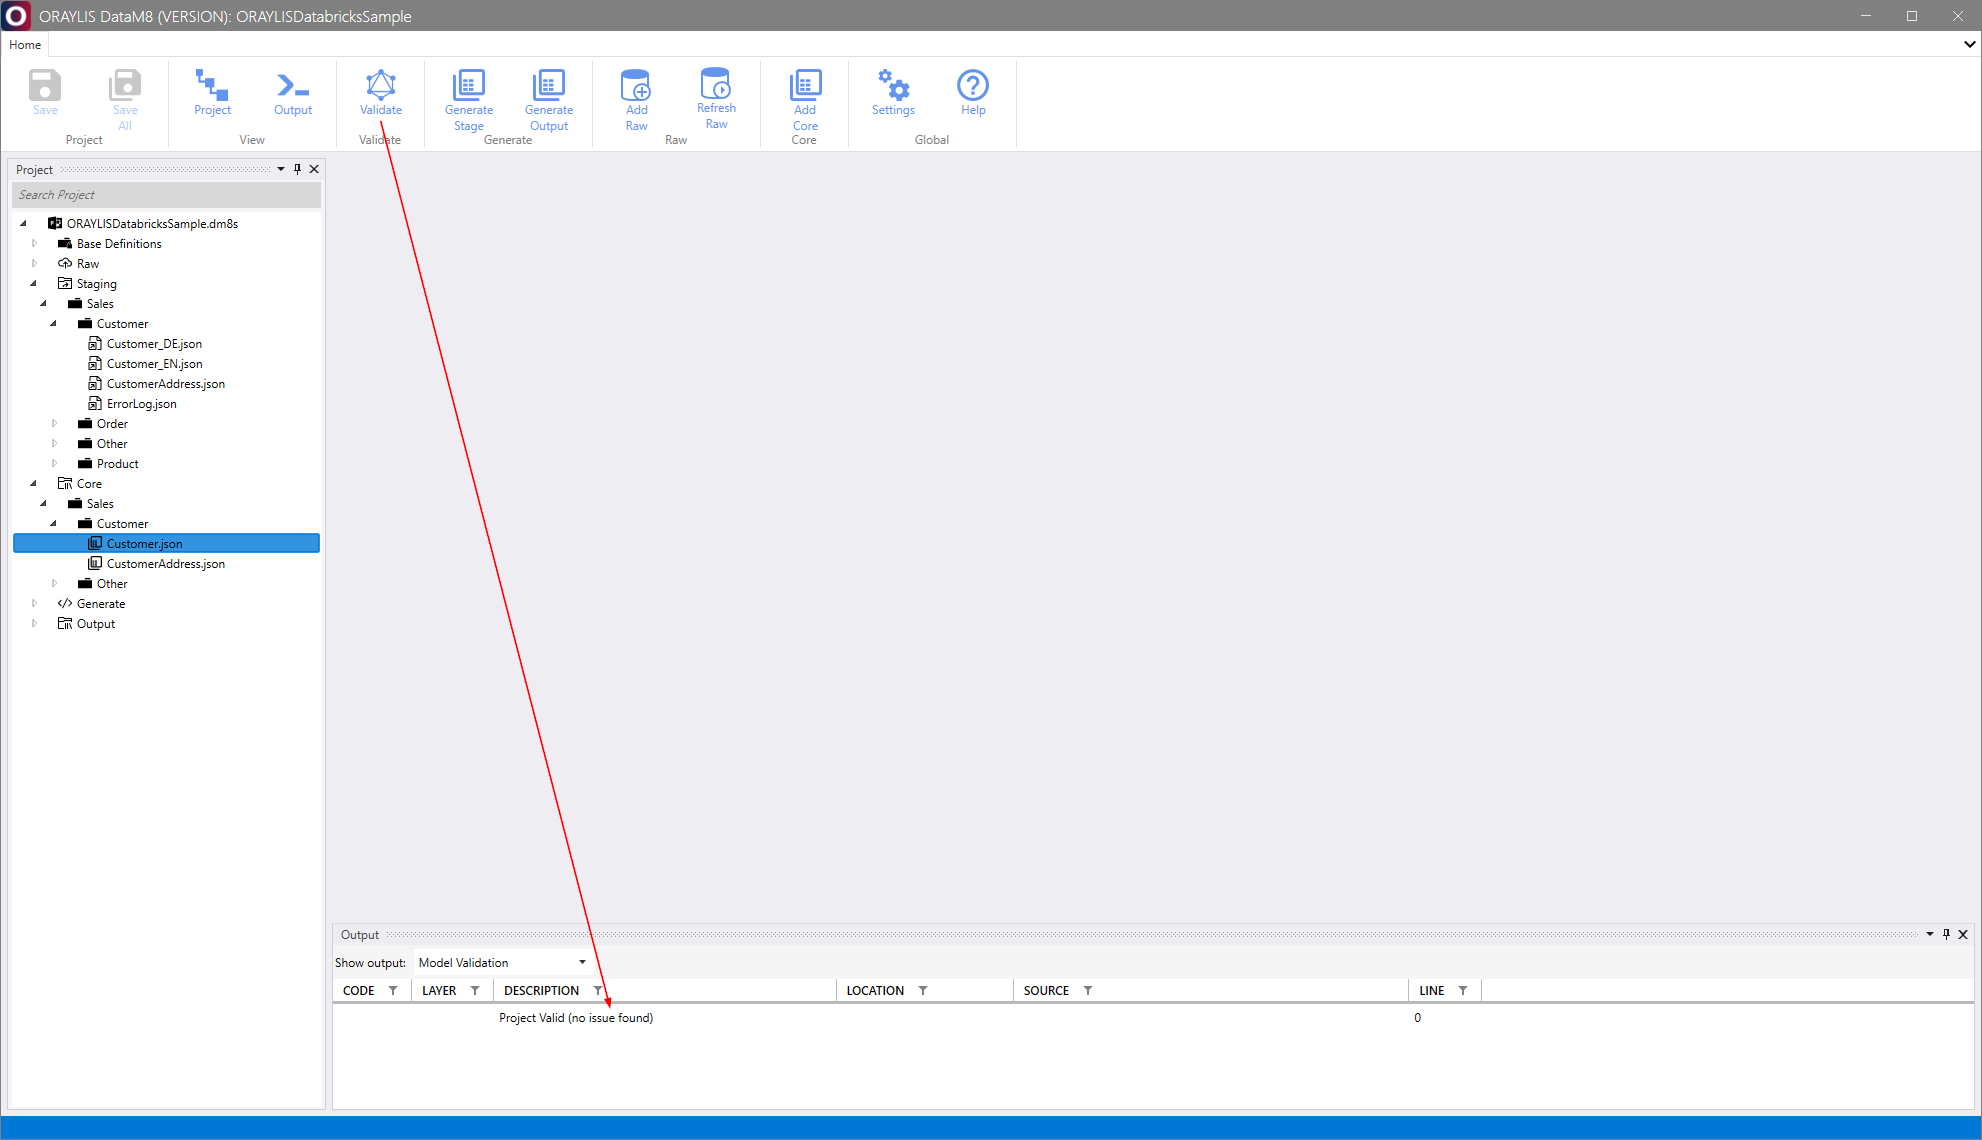 ORAYLIS DataM8 (VERSION): ORAYLISDatabricksSample
Home
Save
Save All
Project
Project
Output
View
Validate
Validate
Generate Stage
Generate Output
Generate
Add Raw
Refresh Raw
Raw
Add Core
Core
Settings
Help
Global
Project
Search Project
ORAYLISDatabricksSample.dm8s
Base Definitions
Raw
Staging
Sales
Customer
Customer_DE.json
Customer_EN.json
CustomerAddress.json
ErrorLog.json
Order
Other
Product
Core
Sales
Customer
Customer.json
CustomerAddress.json
Other
Generate
Output
Output
Show output: Model Validation
CODE LAYER DESCRIPTION LOCATION SOURCE LINE
Project Valid (no issue found) 0